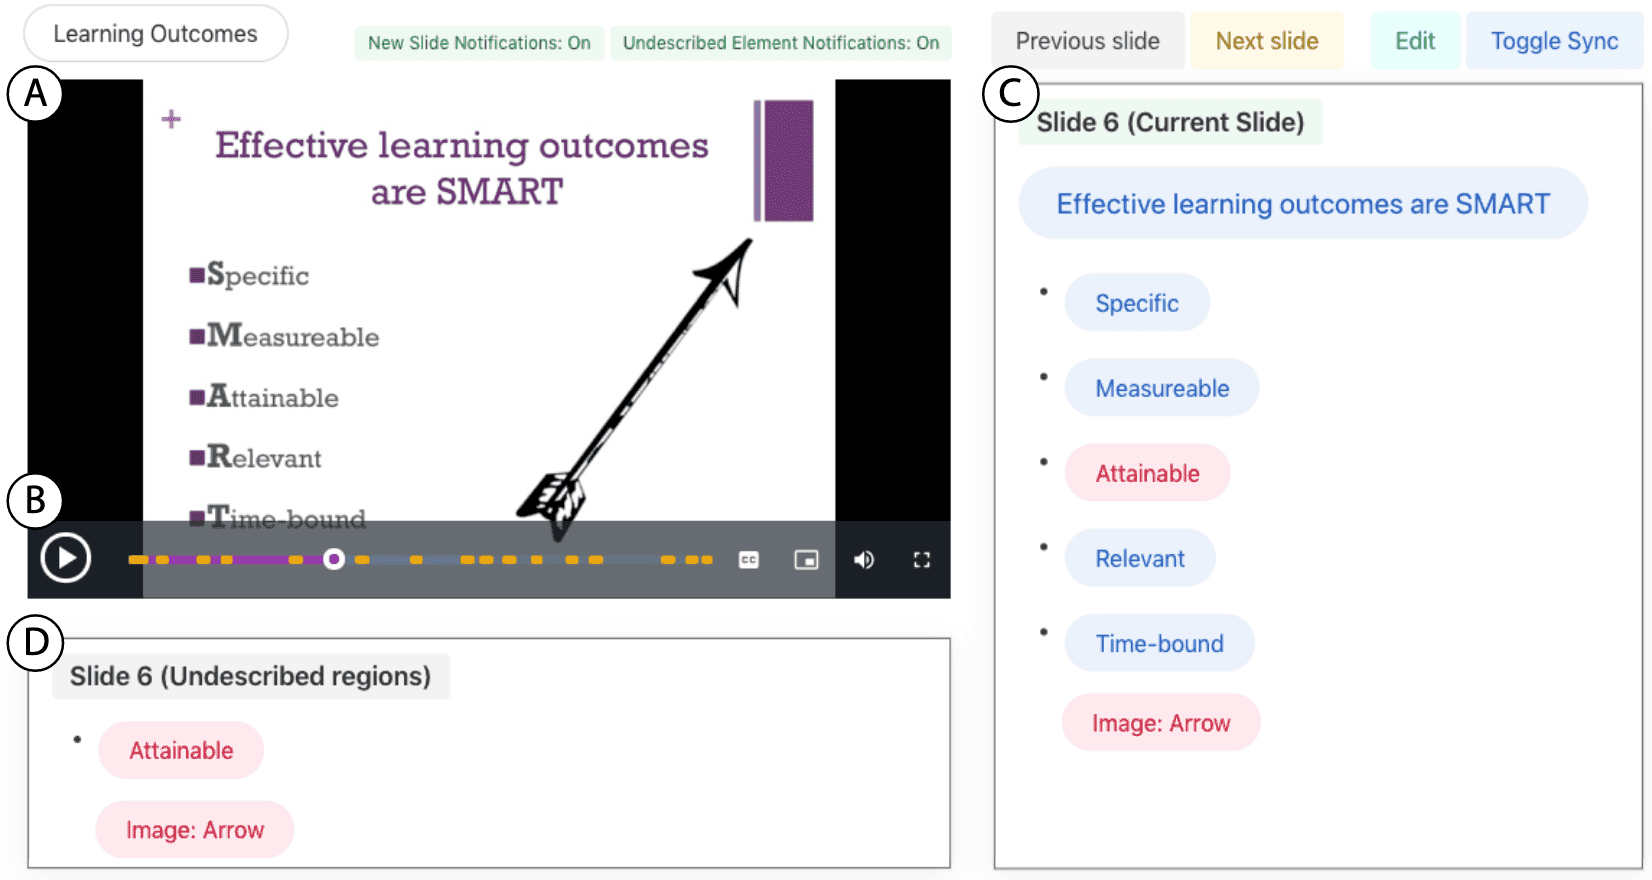 Learning Outcomes
New Slide Notifications: On
Undescribed Element Notifications: On
A
+
Effective learning outcomes
are SMART
Specific
Measureable
Attainable
Relevant
Time-bound
B
CC
Previous slide
Next slide
Edit
Toggle Sync
C
Slide 6 (Current Slide)
Effective learning outcomes are SMART
Specific
Measureable
Attainable
Relevant
Time-bound
Image: Arrow
D
Slide 6 (Undescribed regions)
Attainable
Image: Arrow